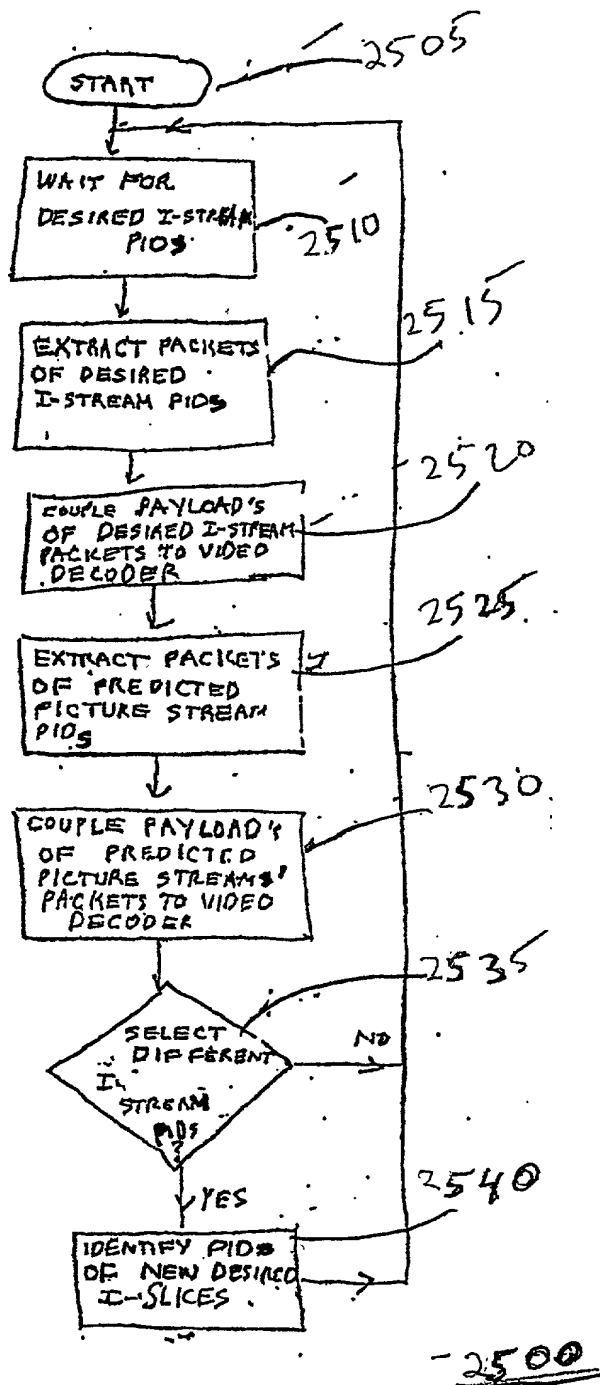 2505
START
WAIT FOR
DESIRED I-STREAM
PIDS
2510
2515
EXTRACT PACKETS
OF DESIRED
I-STREAM PIDS
2520
COUPLE PAYLOAD'S
OF DESIRED I-STREAM
PACKETS TO VIDEO
DECODER
2525
EXTRACT PACKETS
OF PREDICTED
PICTURE STREAM
PIDS
2530
COUPLE PAYLOAD'S
OF PREDICTED
PICTURE STREAMS'
PACKETS TO VIDEO
DECODER
2535
SELECT
DIFFERENT
I-
STREAM
PIDS
?
NO
YES
2540
IDENTIFY PIDS
OF NEW DESIRED
I-SLICES
2500